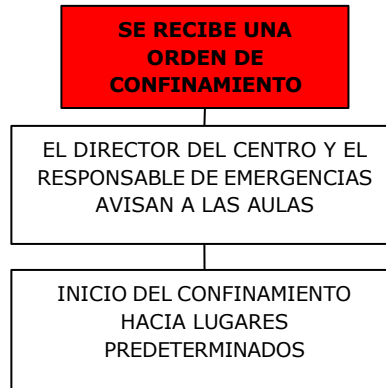 SE RECIBE UNA
ORDEN DE
CONFINAMIENTO
EL DIRECTOR DEL CENTRO Y EL
RESPONSABLE DE EMERGENCIAS
AVISAN A LAS AULAS
INICIO DEL CONFINAMIENTO
HACIA LUGARES
PREDETERMINADOS